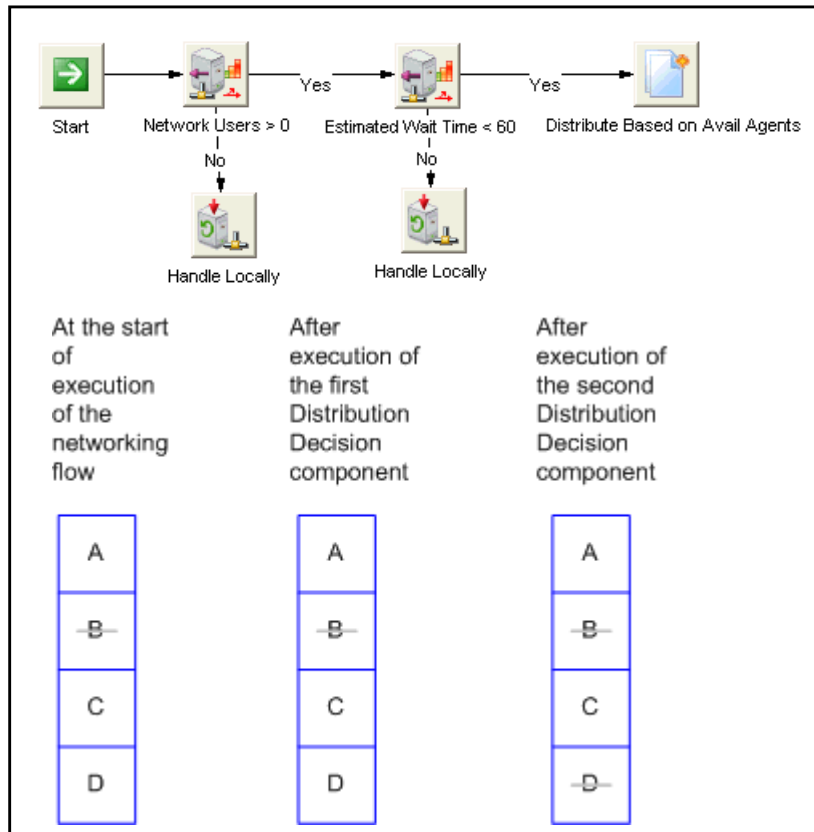 Yes
Yes
Start
Network Users > 0
Estimated Wait Time < 60
Distribute Based on Avail Agents
No
No
Handle Locally
Handle Locally
At the start
of
execution
of the
networking
flow
After
execution of
the first
Distribution
Decision
component
After
execution of
the second
Distribution
Decision
component
A
B
C
D
A
B
C
D
A
B
C
D